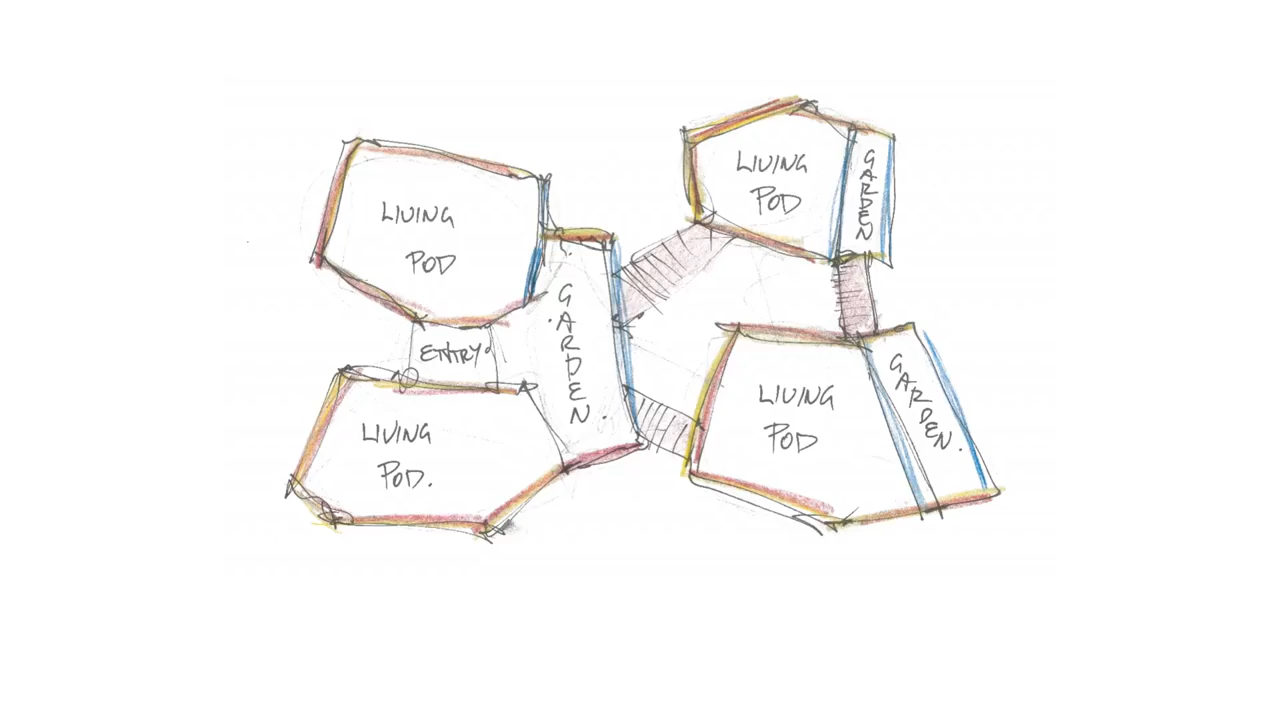 LIVING
POD
ENTRY
LIVING
POD.
GARDEN.
LIVING
POD
GARDEN
LIVING
POD
GARDEN.